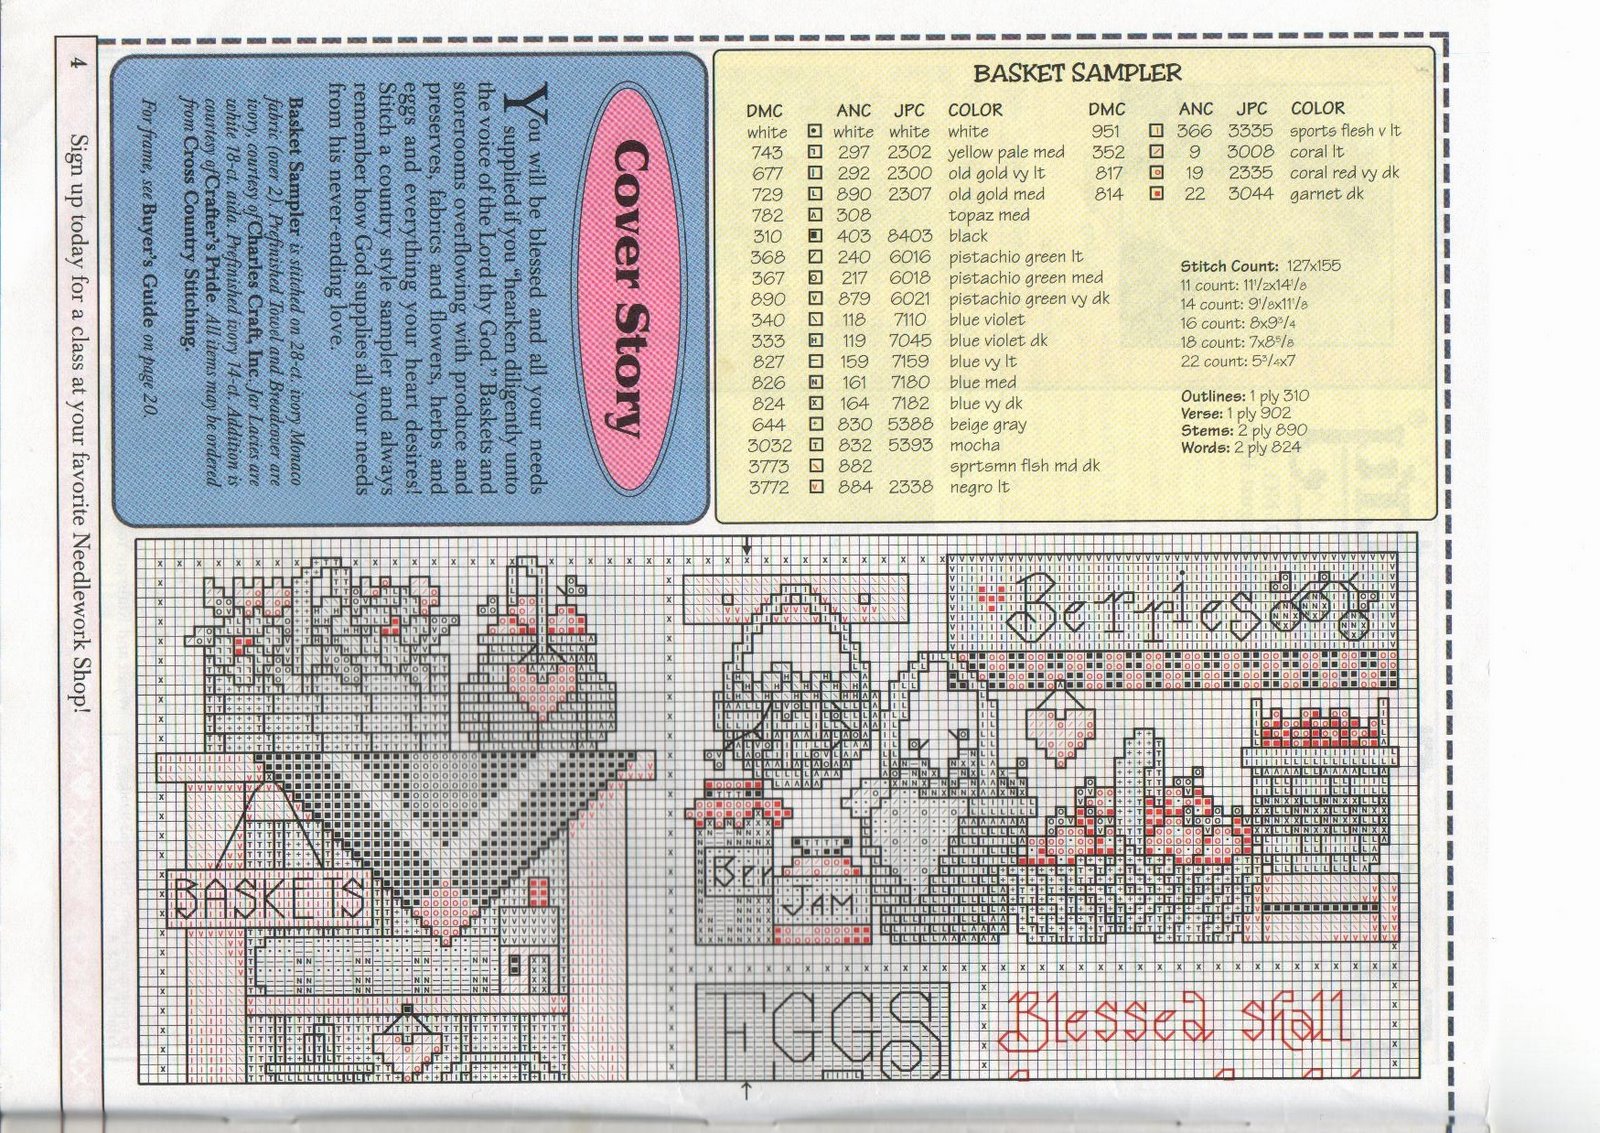 BASKET SAMPLER
DMC ANC JPC COLOR
white white white white
743 297 2302 yellow pale med
677 292 2300 old gold vy lt
729 890 2307 old gold med
782 308 topaz med
310 403 8403 black
368 240 6016 pistachio green lt
367 217 6018 pistachio green med
890 879 6021 pistachio green vy dk
340 118 7110 blue violet
333 119 7045 blue violet dk
827 159 7159 blue vy lt
826 161 7180 blue med
824 164 7182 blue vy dk
644 830 5388 beige gray
3032 832 5393 mocha
3773 882 sprtsmn flsh md dk
3772 884 2338 negro lt
DMC ANC JPC COLOR
951 366 3335 sports flesh v lt
352 9 3008 coral lt
817 19 2335 coral red vy dk
814 22 3044 garnet dk
Stitch Count: 127x155
11 count: 11 1/2x14 1/8
14 count: 9 1/8x11 1/8
16 count: 8x9 3/4
18 count: 7x8 5/8
22 count: 5 3/4x7
Outlines: 1 ply 310
Verse: 1 ply 902
Stems: 2 ply 890
Words: 2 ply 824
Cover Story
You will be blessed and all your needs
supplied if you "hearken diligently unto
the voice of the Lord thy God." Baskets and
storerooms overflowing with produce and
preserves, fabrics and flowers, herbs and
eggs and everything your heart desires!
Stitch a country style sampler and always
remember how God supplies all your needs
from his never-ending love.
Basket Sampler is stitched on 28-ct. ivory Monaco
fabric (over 2). Prefinished Towel and Breadcover are
ivory, courtesy of Charles Craft, Inc. Jar Lacies are
white 18-ct. aida. Prefinished ivory 14-ct. Addition is
courtesy of Crafter's Pride. All items may be ordered
from Cross Country Stitching.
For frame, see Buyer's Guide on page 20.
4 Sign up today for a class at your favorite Needlework Shop!
Berries
BASKETS
Ber
JAM
EGGS
Blessed shall